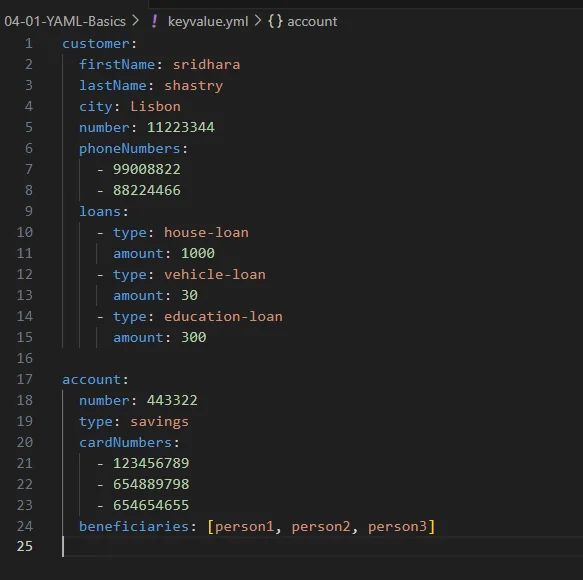 04-01-YAML-Basics > ! keyvalue.yml > {} account
1 customer:
2   firstName: sridhara
3   lastName: shastry
4   city: Lisbon
5   number: 11223344
6   phoneNumbers:
7     - 99008822
8     - 88224466
9   loans:
10     - type: house-loan
11       amount: 1000
12     - type: vehicle-loan
13       amount: 30
14     - type: education-loan
15       amount: 300
16
17 account:
18   number: 443322
19   type: savings
20   cardNumbers:
21     - 123456789
22     - 654889798
23     - 654654655
24   beneficiaries: [person1, person2, person3]
25